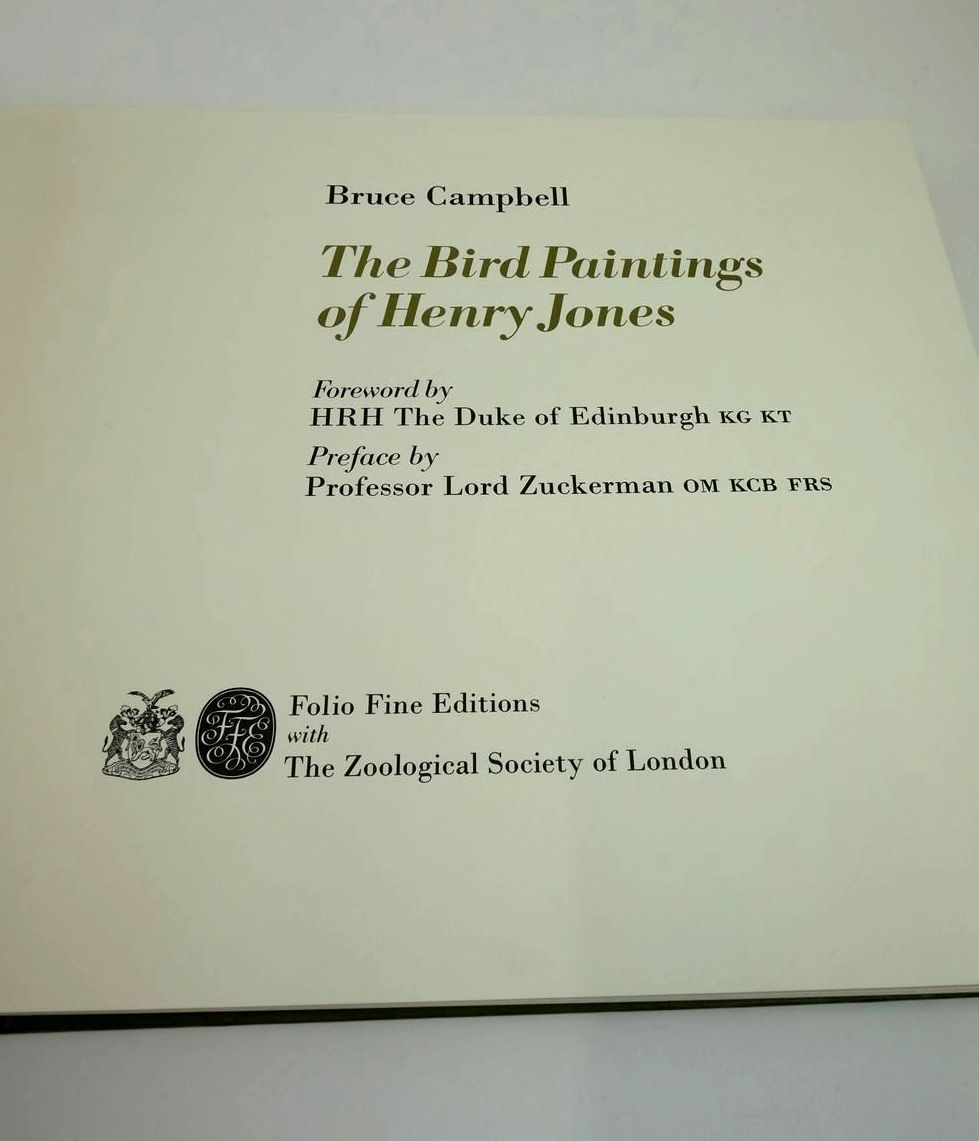 Bruce Campbell
The Bird Paintings
of Henry Jones
Foreword by
HRH The Duke of Edinburgh KG KT
Preface by
Professor Lord Zuckerman OM KCB FRS
FFE
Folio Fine Editions
with
The Zoological Society of London